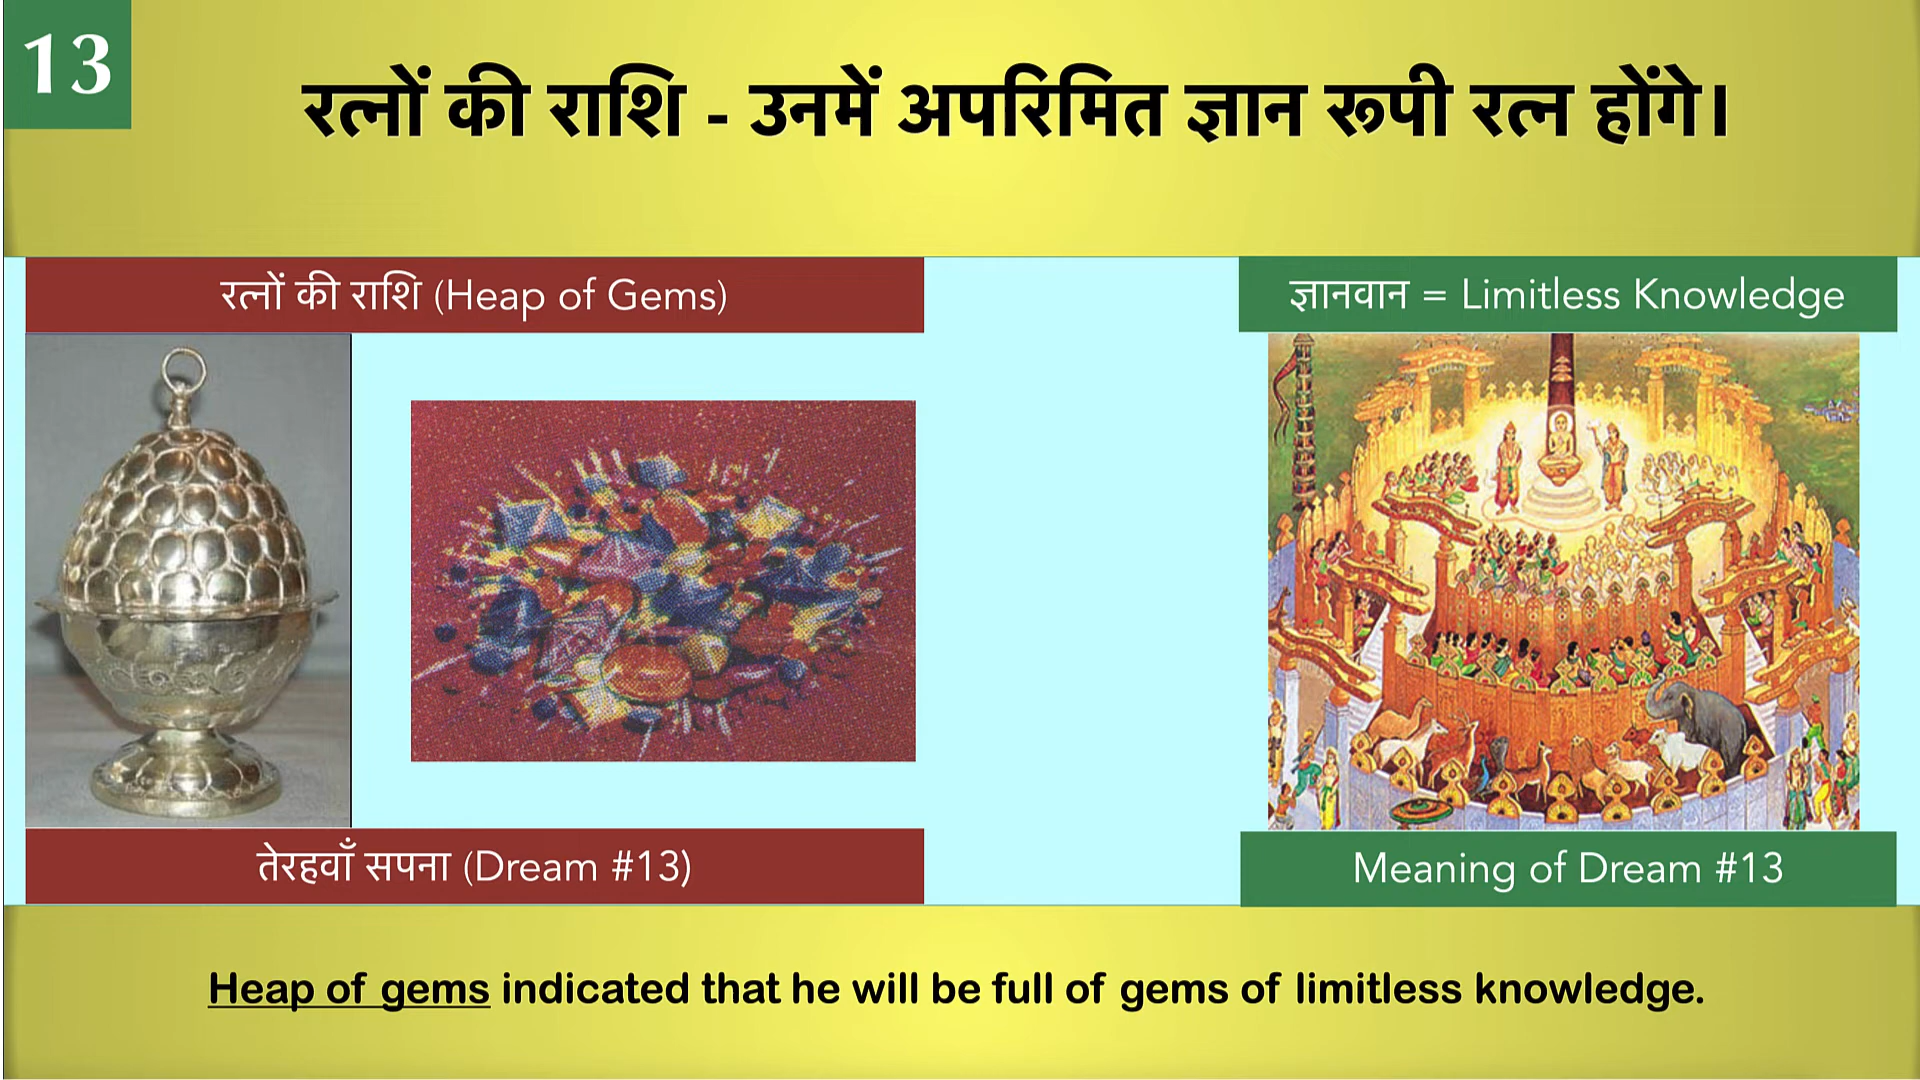 13
रत्नों की राशि - उनमें अपरिमित ज्ञान रूपी रत्न होंगे।
रत्नों की राशि (Heap of Gems)
ज्ञानवान = Limitless Knowledge
तेरहवाँ सपना (Dream #13)
Meaning of Dream #13
Heap of gems indicated that he will be full of gems of limitless knowledge.